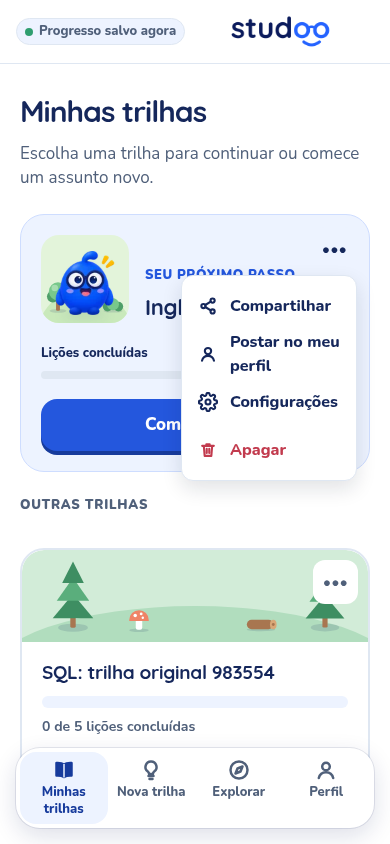 Progresso salvo agora
studoo
Minhas trilhas
Escolha uma trilha para continuar ou comece
um assunto novo.
SEU PRÓXIMO PASSO
Compartilhar
Lições concluídas
Postar no meu
perfil
Configurações
Apagar
OUTRAS TRILHAS
SQL: trilha original 983554
0 de 5 lições concluídas
Minhas
trilhas
Nova trilha
Explorar
Perfil